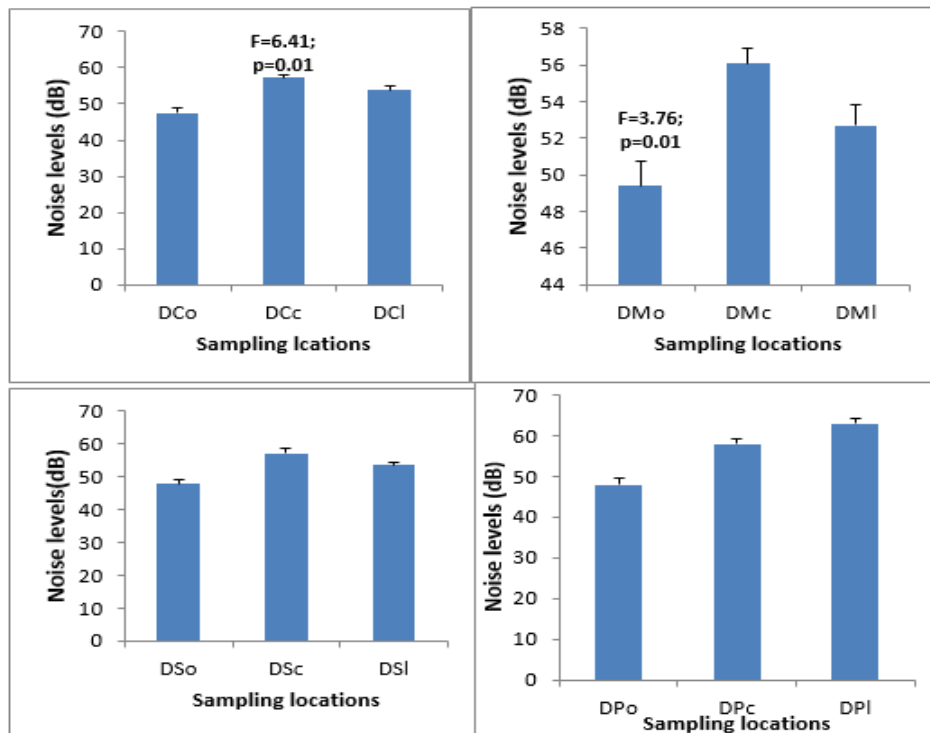 Noise levels (dB)
70
60
50
40
30
20
10
0
F=6.41;
p=0.01
DCo DCc DCl
Sampling lcations
Noise levels (dB)
58
56
54
52
50
48
46
44
F=3.76;
p=0.01
DMo DMc DMl
Sampling locations
Noise levels(dB)
70
60
50
40
30
20
10
0
DSo DSc DSl
Sampling locations
Noise levels (dB)
70
60
50
40
30
20
10
0
DPo DPc DPl
Sampling locations